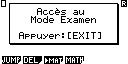 Accès au
Mode Examen
Appuyer:[EXIT]
JUMP DEL ▶MAT MATH